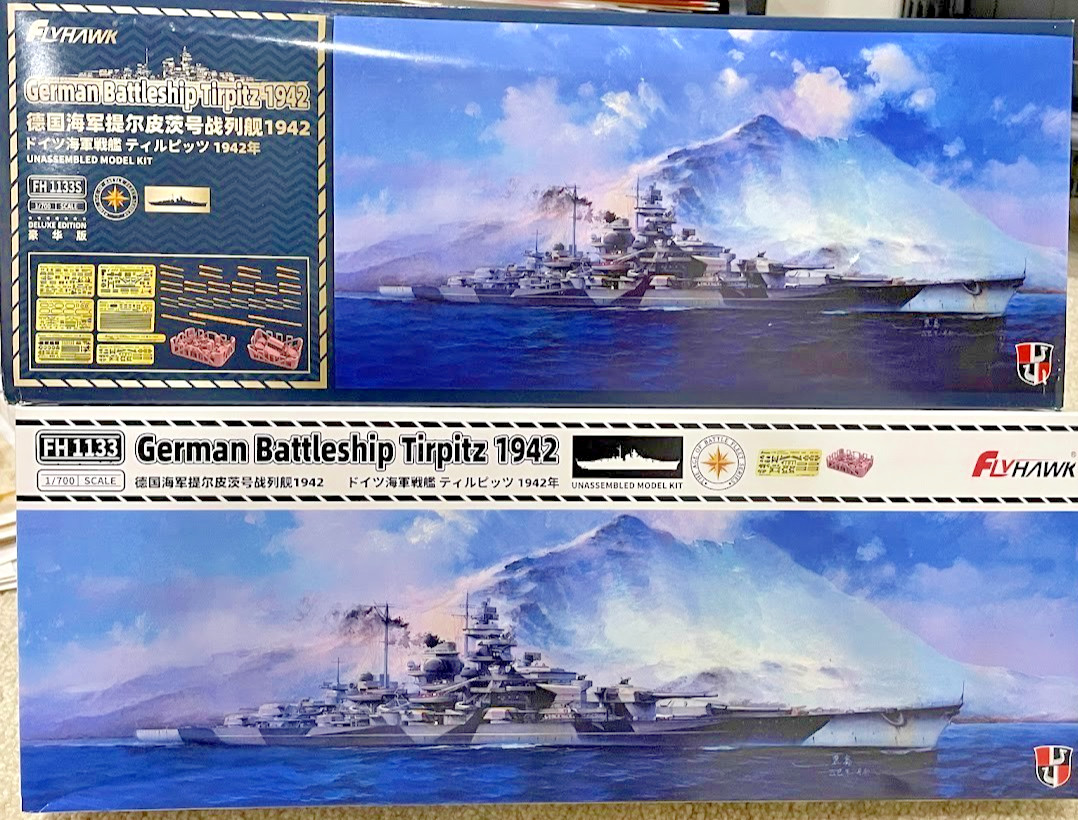 FLYHAWK
German Battleship Tirpitz 1942
德国海军提尔皮茨号战列舰1942
ドイツ海軍戦艦 ティルピッツ 1942年
UNASSEMBLED MODEL KIT
FH 1133S
1/700 SCALE
DELUXE EDITION
豪华版
FH 1133
German Battleship Tirpitz 1942
1/700 SCALE
德国海军提尔皮茨号战列舰1942 ドイツ海軍戦艦 ティルピッツ 1942年
UNASSEMBLED MODEL KIT
FLYHAWK